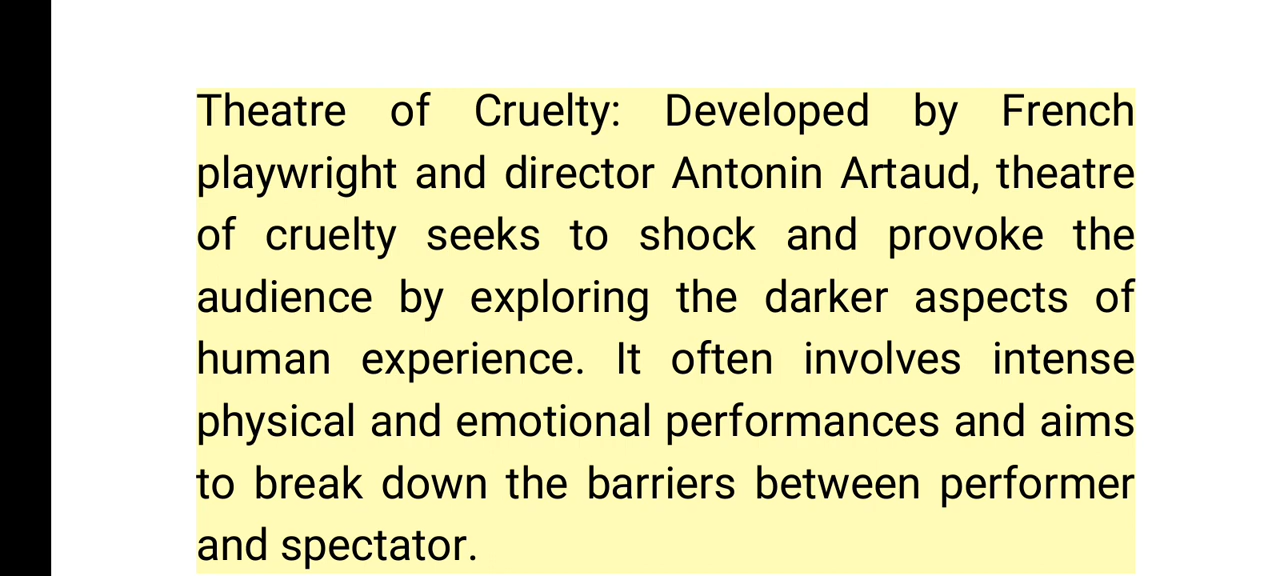 Theatre of Cruelty: Developed by French
playwright and director Antonin Artaud, theatre
of cruelty seeks to shock and provoke the
audience by exploring the darker aspects of
human experience. It often involves intense
physical and emotional performances and aims
to break down the barriers between performer
and spectator.